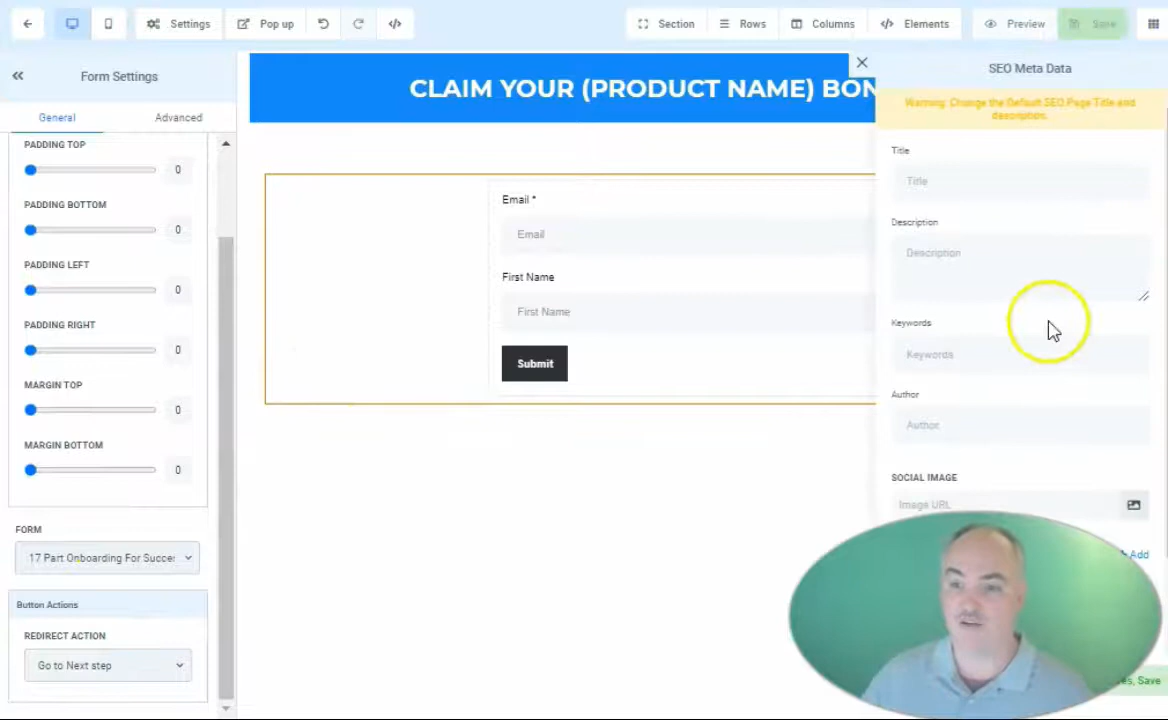 Settings
Pop up
Section
Rows
Columns
Elements
Preview
Save
Form Settings
General
Advanced
PADDING TOP
0
PADDING BOTTOM
0
PADDING LEFT
0
PADDING RIGHT
0
MARGIN TOP
0
MARGIN BOTTOM
0
FORM
17 Part Onboarding For Succe
Button Actions
REDIRECT ACTION
Go to Next step
CLAIM YOUR (PRODUCT NAME) BON
Email *
Email
First Name
First Name
Submit
SEO Meta Data
Warning: Change the Default SEO Page Title and
description.
Title
Title
Description
Description
Keywords
Keywords
Author
Author
SOCIAL IMAGE
Image URL
Add
Save